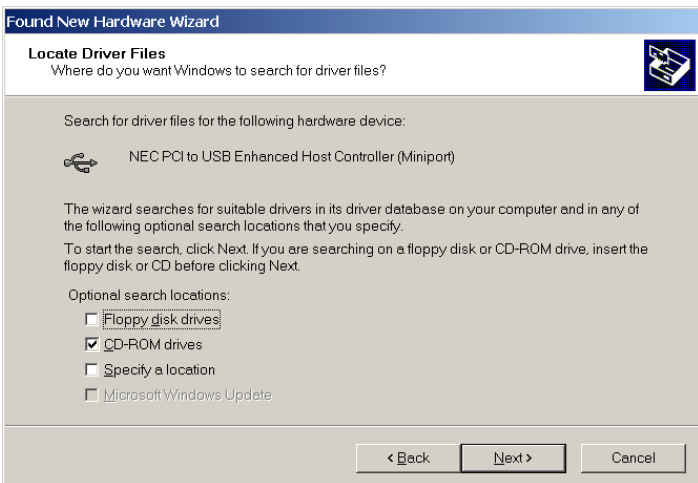 Found New Hardware Wizard
Locate Driver Files
Where do you want Windows to search for driver files?
Search for driver files for the following hardware device:
NEC PCI to USB Enhanced Host Controller (Miniport)
The wizard searches for suitable drivers in its driver database on your computer and in any of
the following optional search locations that you specify.
To start the search, click Next. If you are searching on a floppy disk or CD-ROM drive, insert the
floppy disk or CD before clicking Next.
Optional search locations:
Floppy disk drives
CD-ROM drives
Specify a location
Microsoft Windows Update
< Back Next > Cancel